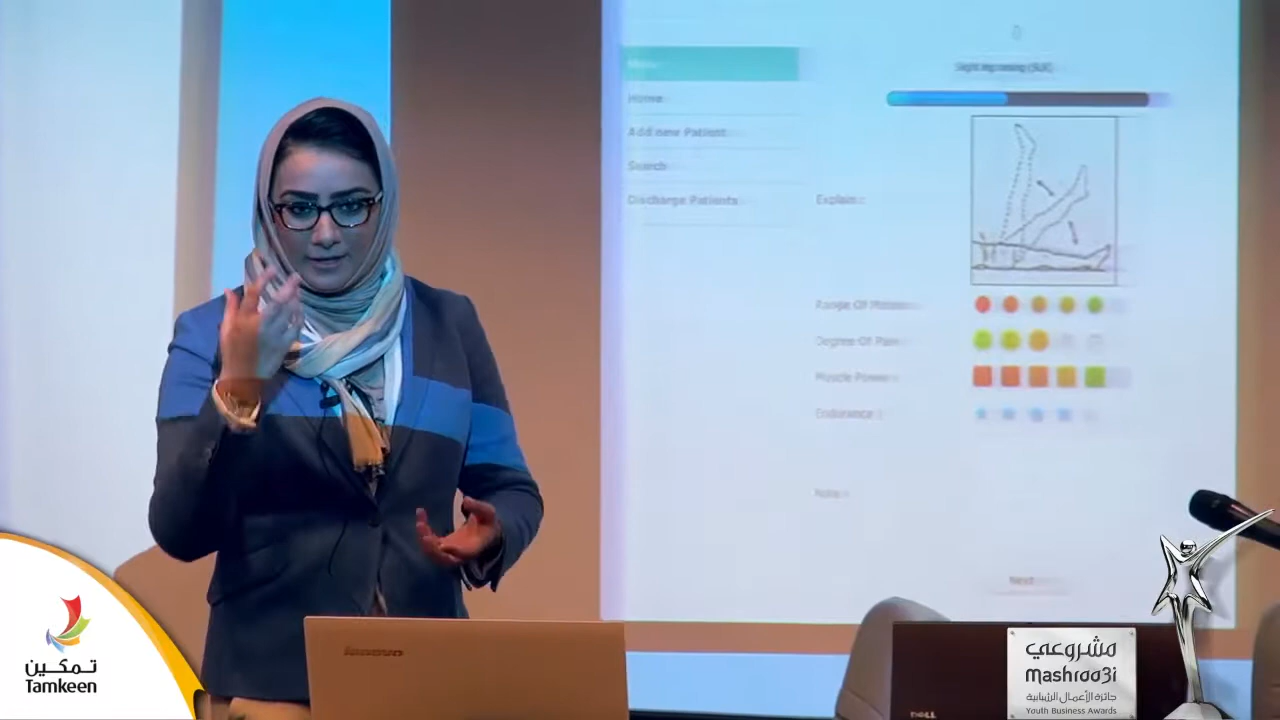 Home
Add new Patient
Search
Discharge Patients
Explain:
Range Of Motion
Degree Of Pain
Muscle Power
Endurance :
Note
Next
lenovo
DELL
تمكين
Tamkeen
مشروعي
mashroo3i
جائزة الأعمال الشبابية
Youth Business Awards